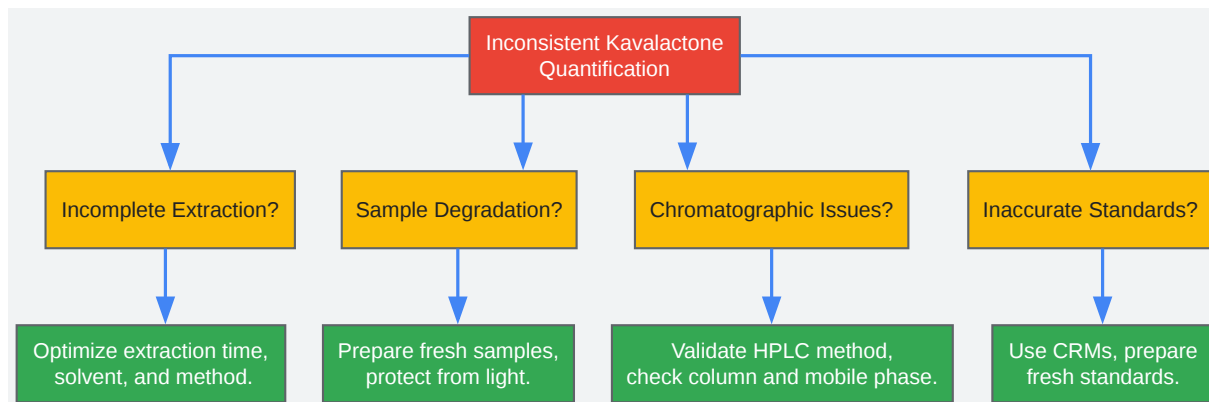 Inconsistent Kavalactone
Quantification
Incomplete Extraction?
Sample Degradation?
Chromatographic Issues?
Inaccurate Standards?
Optimize extraction time,
solvent, and method.
Prepare fresh samples,
protect from light.
Validate HPLC method,
check column and mobile phase.
Use CRMs, prepare
fresh standards.